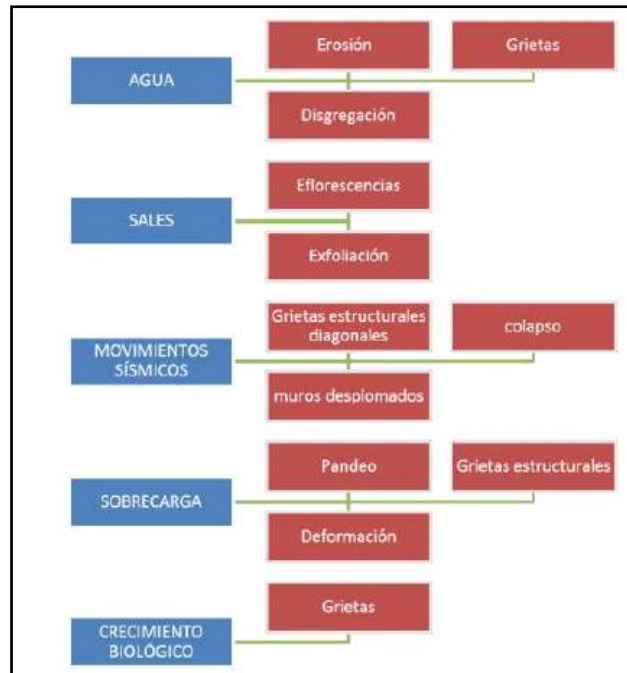 Erosión
Grietas
AGUA
Disgregación
Eflorescencias
SALES
Exfoliación
Grietas estructurales
diagonales
colapso
MOVIMIENTOS
SÍSMICOS
muros desplomados
Pandeo
Grietas estructurales
SOBRECARGA
Deformación
Grietas
CRECIMIENTO
BIOLÓGICO